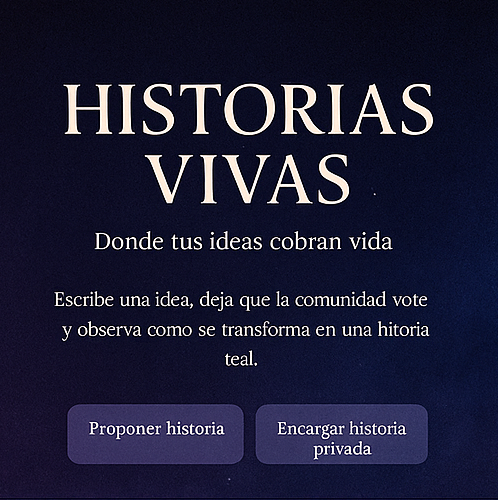 HISTORIAS
VIVAS
Donde tus ideas cobran vida
Escribe una idea, deja que la comunidad vote
y observa como se transforma en una hitoria
teal.
Proponer historia
Encargar historia
privada